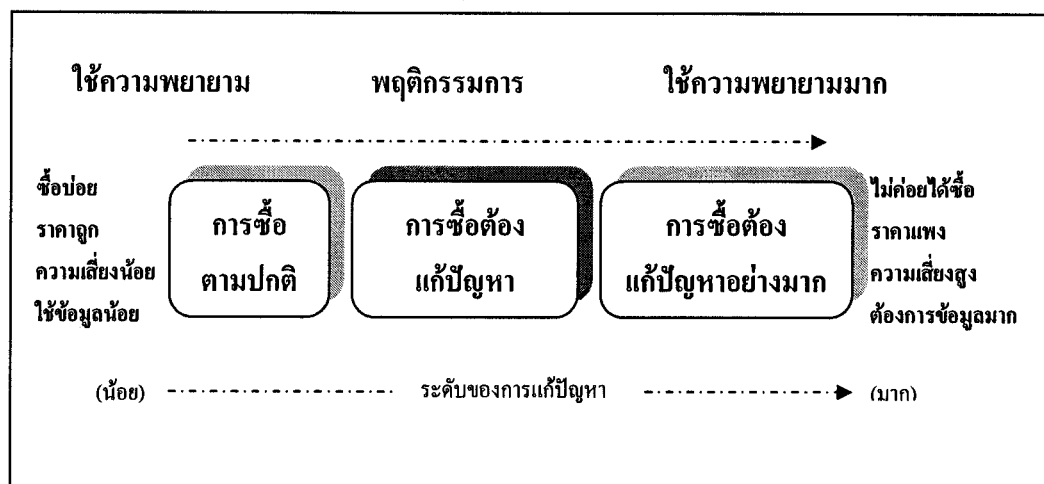 ใช้ความพยายาม พฤติกรรมการ ใช้ความพยายามมาก
ซื้อบ่อย
ราคาถูก
ความเสี่ยงน้อย
ใช้ข้อมูลน้อย
การซื้อ
ตามปกติ
การซื้อต้อง
แก้ปัญหา
การซื้อต้อง
แก้ปัญหาอย่างมาก
ไม่ค่อยได้ซื้อ
ราคาแพง
ความเสี่ยงสูง
ต้องการข้อมูลมาก
(น้อย) ระดับของการแก้ปัญหา (มาก)